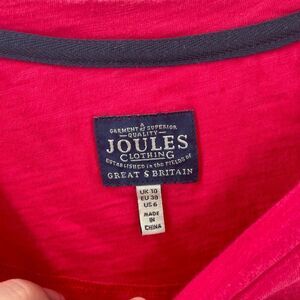 A
GARMENT of SUPERIOR
QUALITY
JOULES
CLOTHING
ESTABLISHED in the FIELDS OF
GREAT & BRITAIN
UK 10
EU 38
US 6
MADE
IN
CHINA